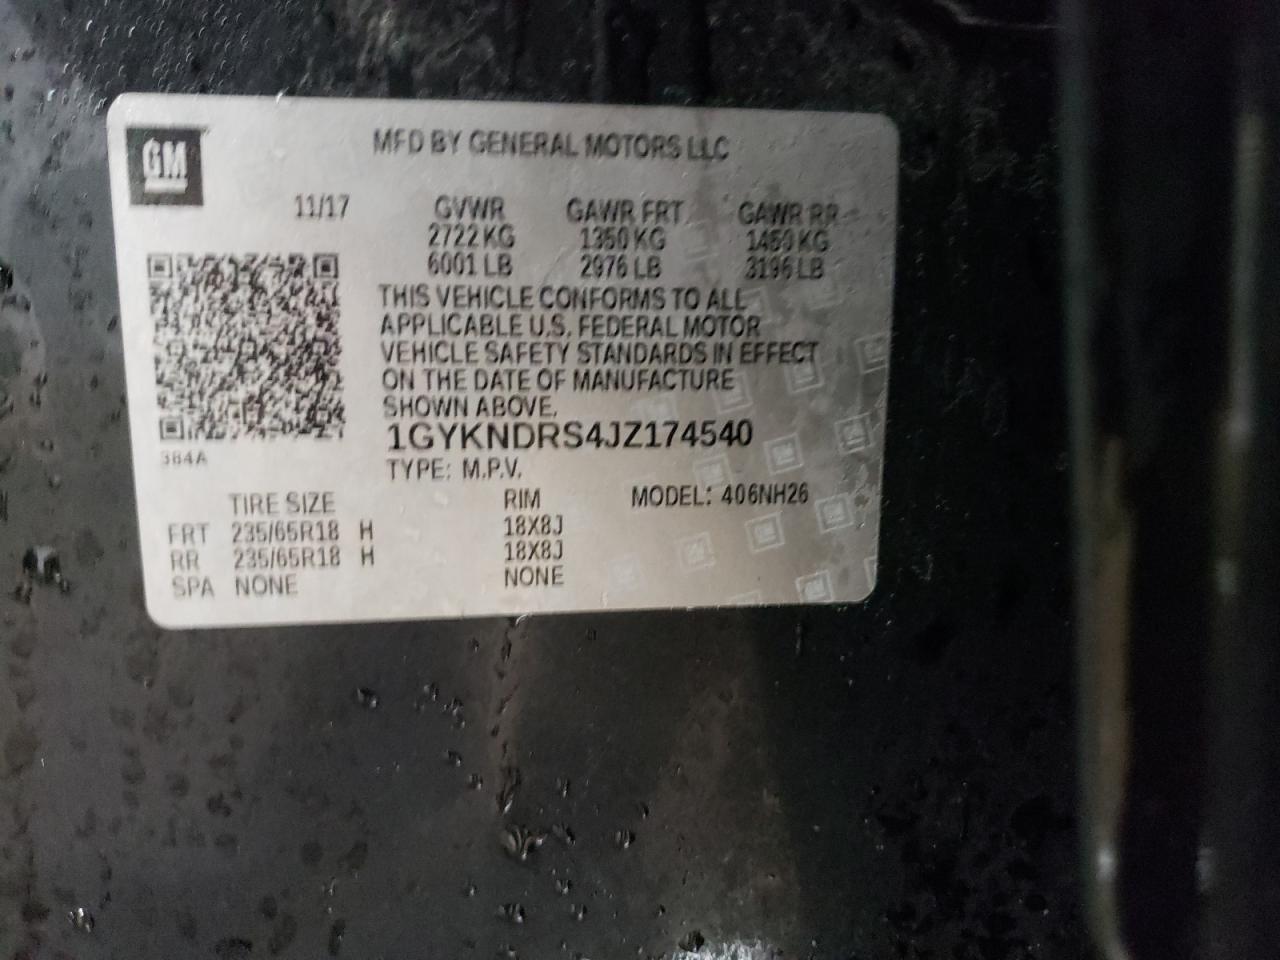 GM
MFD BY GENERAL MOTORS LLC
11/17 GVWR GAWR FRT GAWR RR
2722 KG 1350 KG 1450 KG
6001 LB 2976 LB 3196 LB
THIS VEHICLE CONFORMS TO ALL
APPLICABLE U.S. FEDERAL MOTOR
VEHICLE SAFETY STANDARDS IN EFFECT
ON THE DATE OF MANUFACTURE
SHOWN ABOVE.
1GYKNDRS4JZ174540
384A
TYPE: M.P.V.
TIRE SIZE RIM MODEL: 406NH26
FRT 235/65R18 H 18X8J
RR 235/65R18 H 18X8J
SPA NONE NONE